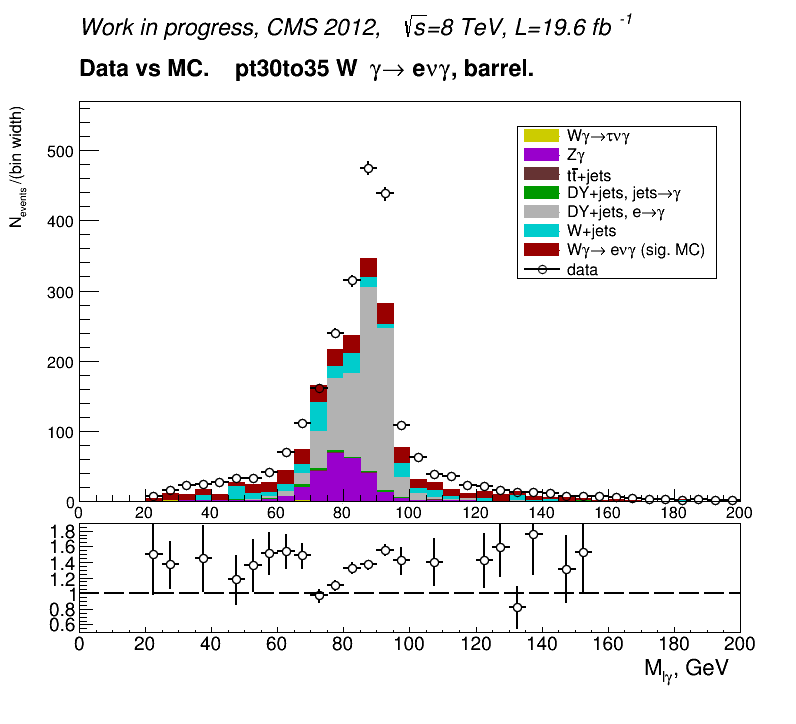 Work in progress, CMS 2012, √s=8 TeV, L=19.6 fb -1
Data vs MC. pt30to35 W γ→ eνγ, barrel.
N events /(bin width)
500
400
300
200
100
0
Wγ→τνγ
Zγ
tt̄+jets
DY+jets, jets→γ
DY+jets, e→γ
W+jets
Wγ→ eνγ (sig. MC)
data
0 20 40 60 80 100 120 140 160 180 200
1.8
1.6
1.4
1.2
1
0.8
0.6
0 20 40 60 80 100 120 140 160 180 200
M lγ, GeV